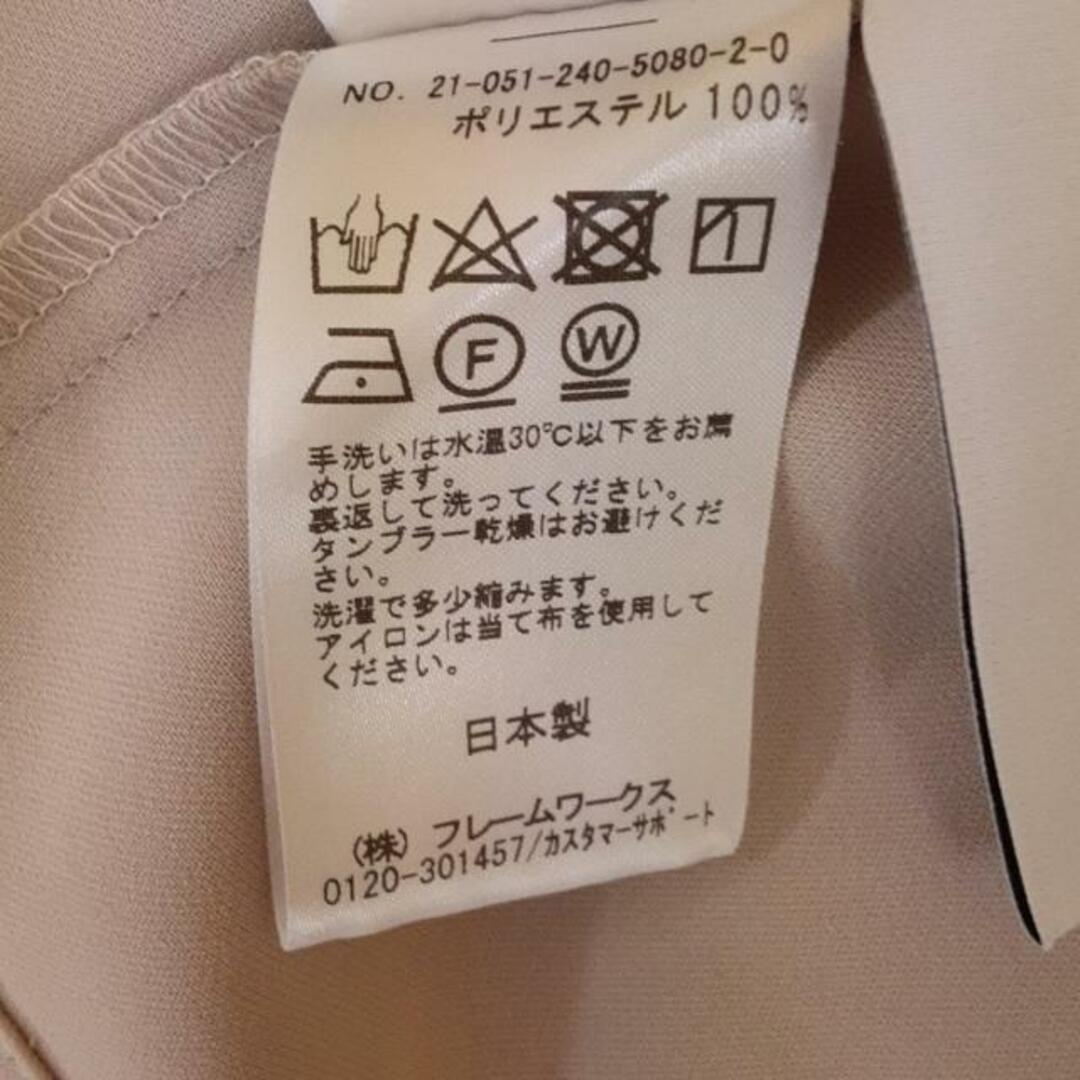 NO. 21-051-240-5080-2-0
ポリエステル 100%
F W
手洗いは水温30℃以下をお薦
めします。
裏返して洗ってください。
タンブラー乾燥はお避けくだ
さい。
洗濯で多少縮みます。
アイロンは当て布を使用して
ください。
日本製
(株) フレームワークス
0120-301457/カスタマーサポート